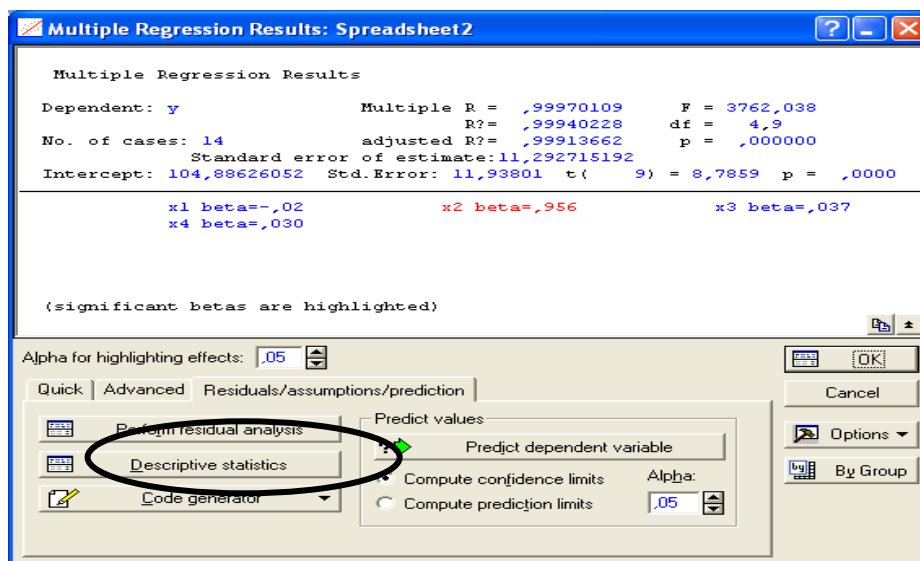 Multiple Regression Results: Spreadsheet2
Multiple Regression Results
Dependent: y Multiple R = ,99970109 F = 3762,038
R?= ,99940228 df = 4,9
No. of cases: 14 adjusted R?= ,99913662 p = ,000000
Standard error of estimate:11,292715192
Intercept: 104,88626052 Std.Error: 11,93801 t( 9) = 8,7859 p = ,0000
x1 beta=-,02 x2 beta=,956 x3 beta=,037
x4 beta=,030
(significant betas are highlighted)
Alpha for highlighting effects: ,05
OK
Quick Advanced Residuals/assumptions/prediction
Cancel
Perform residual analysis
Descriptive statistics
Code generator
Predict values
Predict dependent variable
Compute confidence limits
Compute prediction limits
Alpha:
,05
Options
By Group